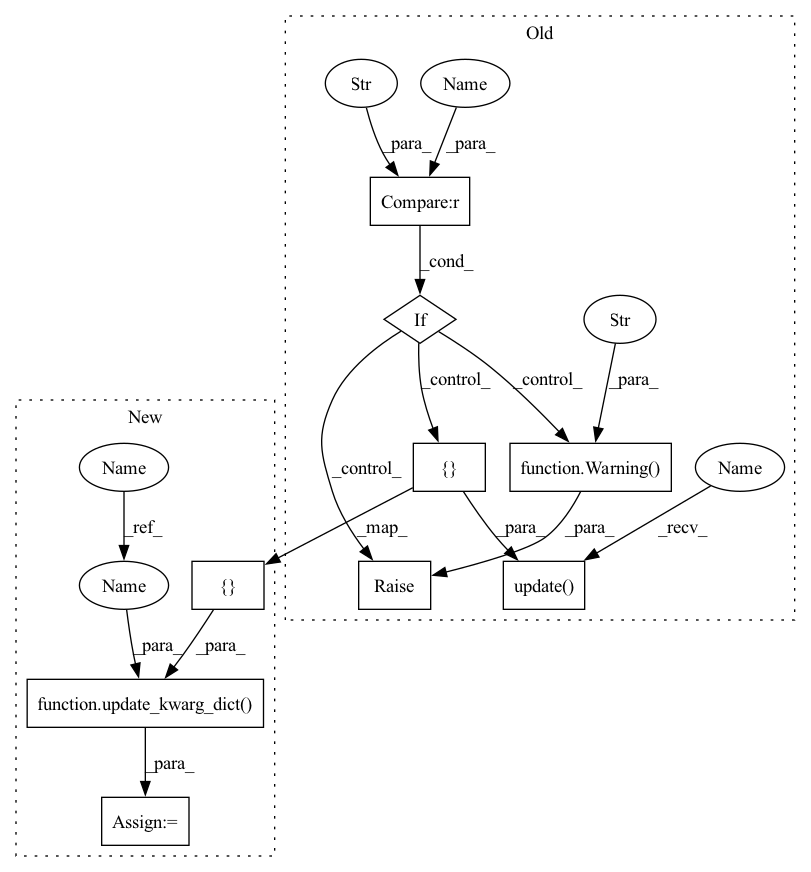 Old
Str
Name
_para_
_para_
Compare:r
_cond_
If
Str
_control_
_control_
_para_
New
Name
_control_
{}
function.Warning()
Name
_ref_
_map_
_para_
_para_
_recv_
Name
{}
Raise
update()
_para_
_para_
function.update_kwarg_dict()
_para_
Assign:=